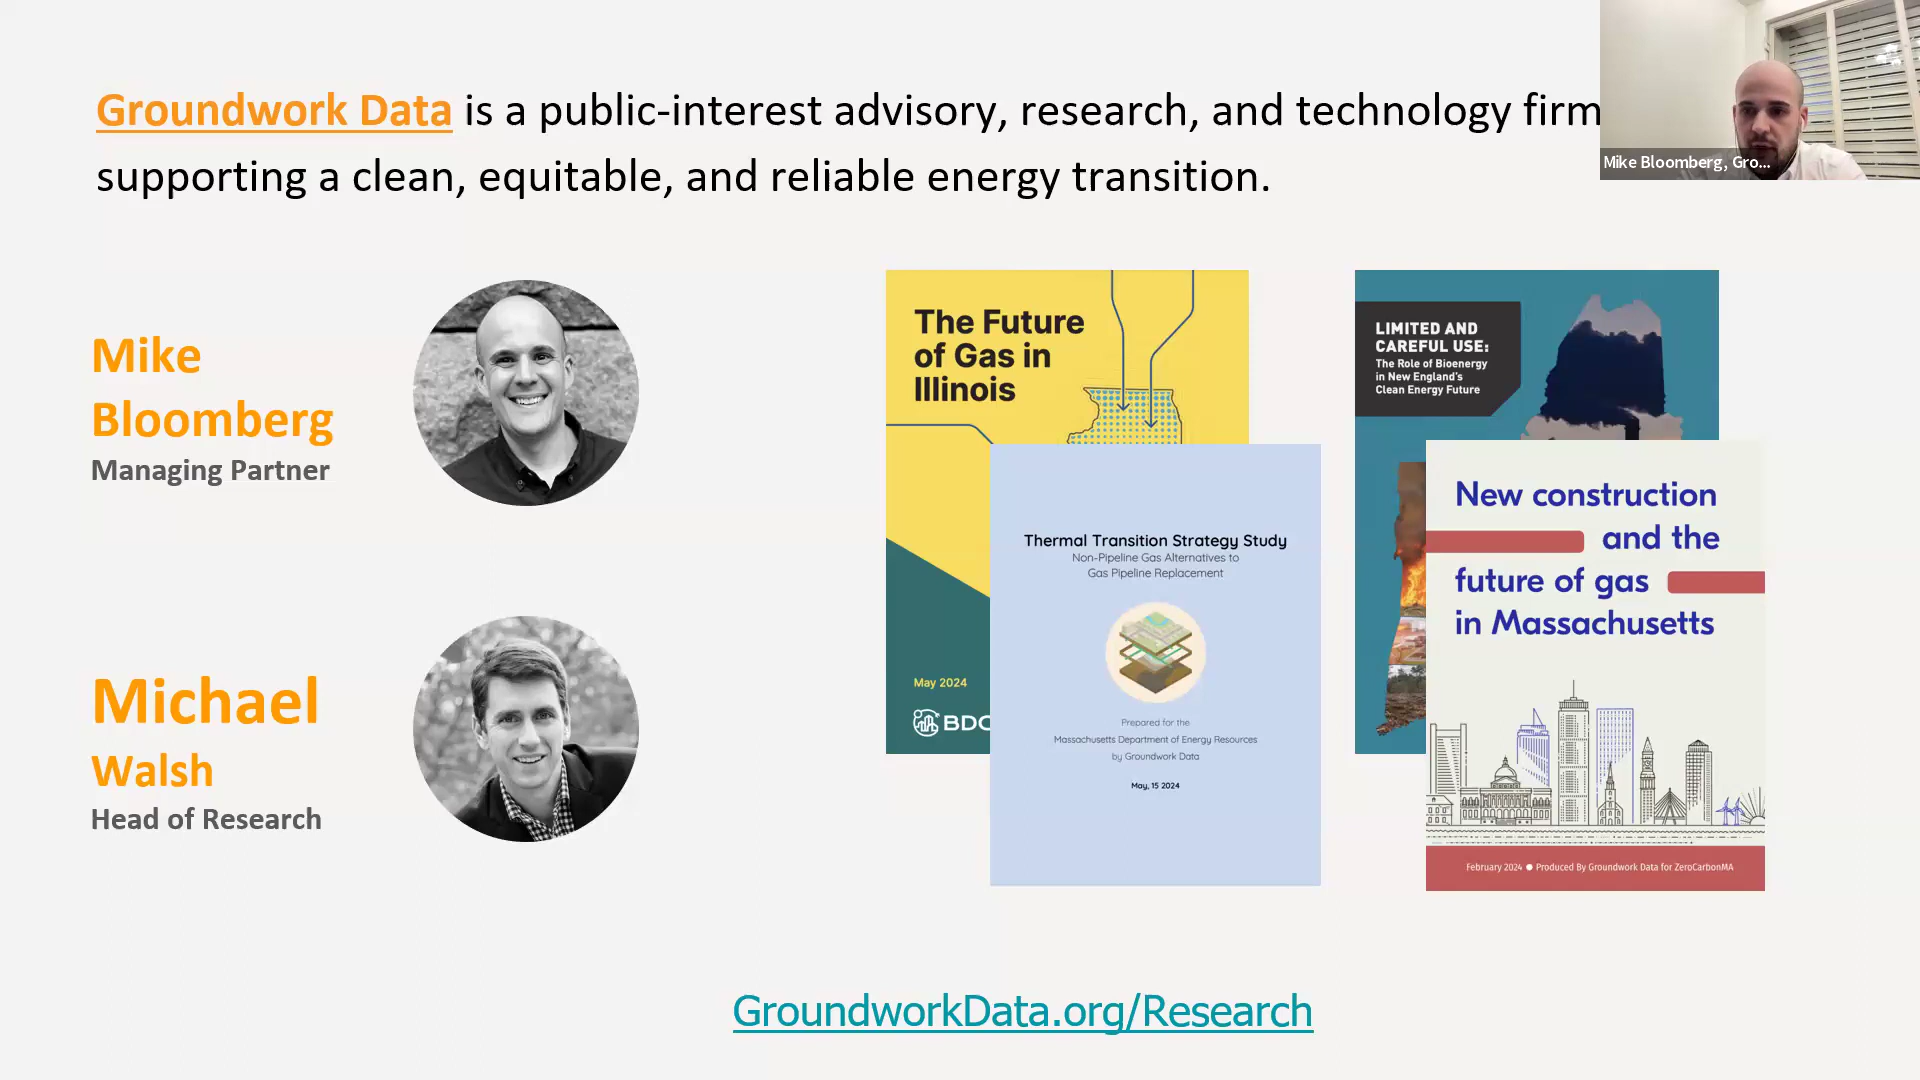 Groundwork Data is a public-interest advisory, research, and technology firm
supporting a clean, equitable, and reliable energy transition.
Mike Bloomberg, Gro...
Mike
Bloomberg
Managing Partner
Michael
Walsh
Head of Research
The Future
of Gas in
Illinois
May 2024
Thermal Transition Strategy Study
Non-Pipeline Gas Alternatives to
Gas Pipeline Replacement
Prepared for the
Massachusetts Department of Energy Resources
by Groundwork Data
May, 15 2024
LIMITED AND
CAREFUL USE:
The Role of Bioenergy
in New England's
Clean Energy Future
New construction
and the
future of gas
in Massachusetts
February 2024 ● Produced By Groundwork Data for ZeroCarbonMA
GroundworkData.org/Research